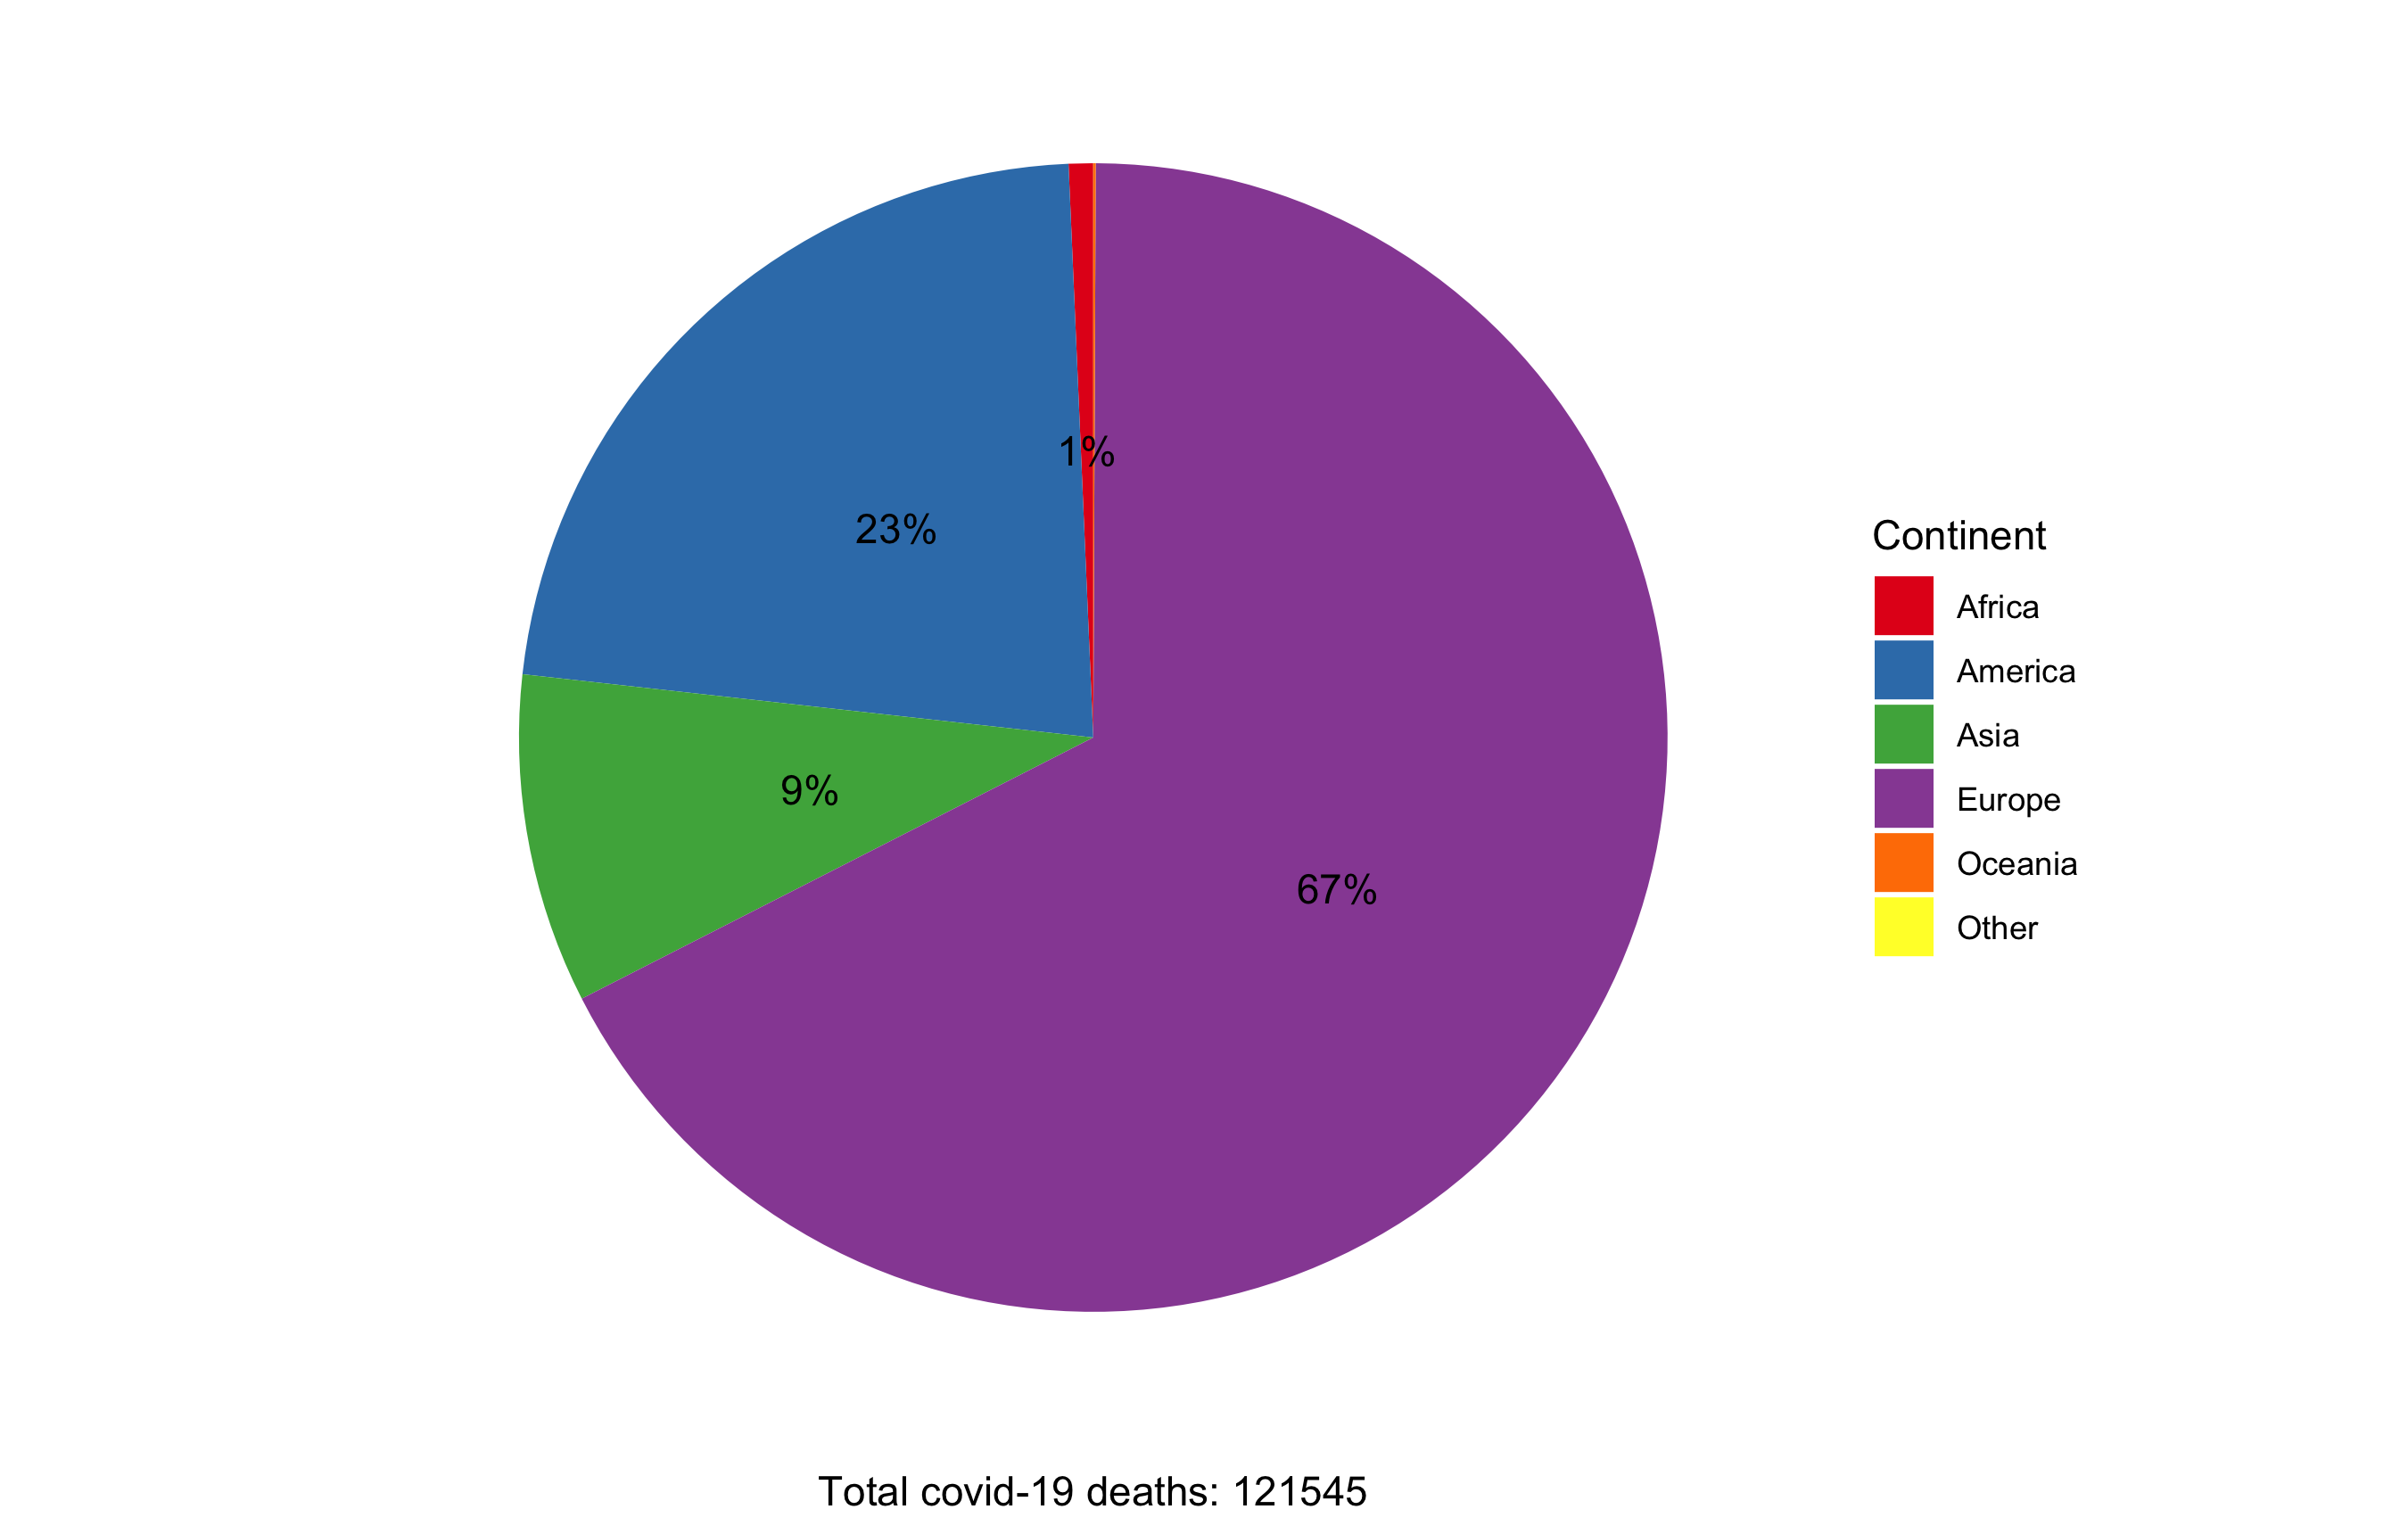 1%
23%
9%
67%
Continent
Africa
America
Asia
Europe
Oceania
Other
Total covid-19 deaths: 121545